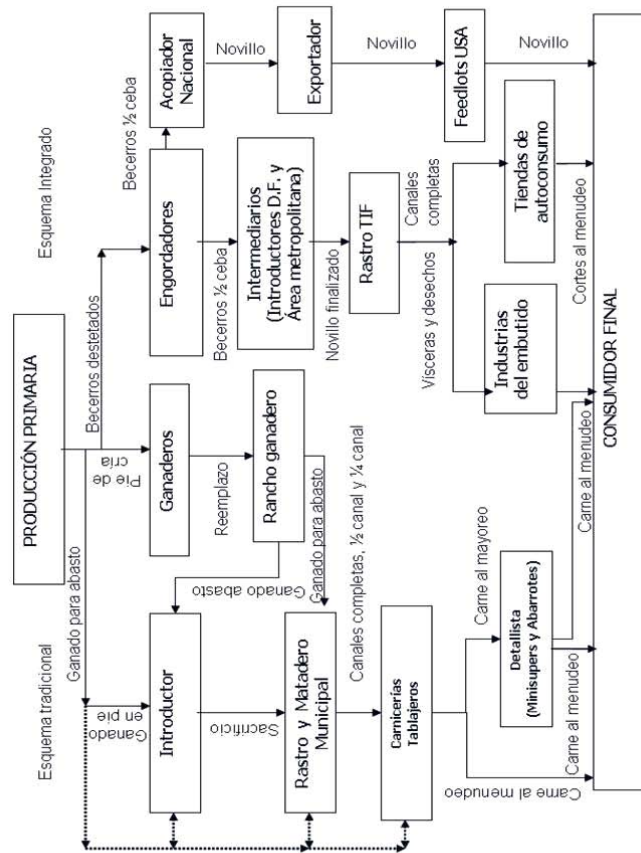 Esquema tradicional
Esquema Integrado
PRODUCCIÓN PRIMARIA
Ganado para abasto
Pie de
cría
Becerros destetados
Becerros ½ ceba
Ganado
en pie
Introductor
Ganaderos
Engordadores
Acopiador
Nacional
Sacrificio
Ganado abasto
Reemplazo
Becerros ½ ceba
Novillo
Rancho ganadero
Intermediarios
(Introductores D.F. y
Área metropolitana)
Exportador
Ganado para abasto
Novillo finalizado
Novillo
Rastro y Matadero
Municipal
Rastro TIF
Canales completas, ½ canal y ¼ canal
Vísceras y desechos
Canales
completas
Feedlots USA
Carnicerías
Tablajeros
Carne al mayoreo
Detallista
(Minisupers y Abarrotes)
Industrias
del embutido
Tiendas de
autoconsumo
Carne al menudeo
Carne al menudeo
Carne al menudeo
Cortes al menudeo
Novillo
CONSUMIDOR FINAL